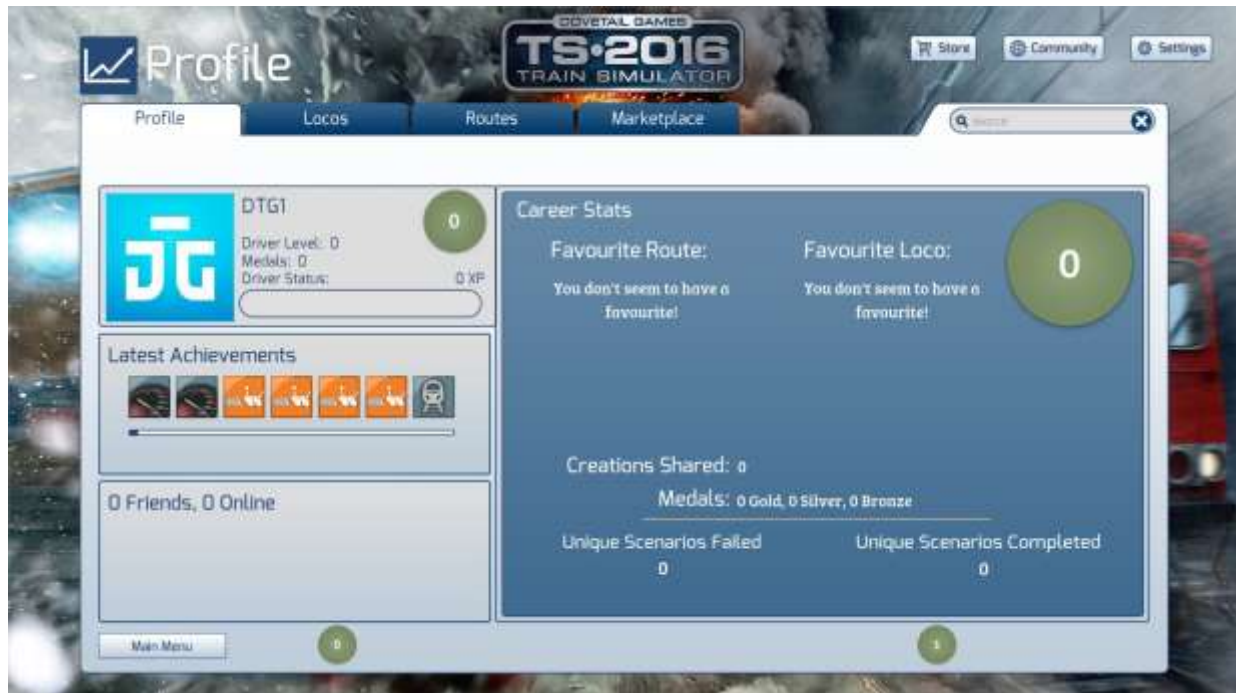 Profile
DOVETAIL GAMES
TS•2016
TRAIN SIMULATOR
Store
Community
Settings
Profile
Locos
Routes
Marketplace
DTG1
0
Driver Level: 0
Medals: 0
Driver Status:
0 XP
Latest Achievements
0 Friends, 0 Online
Career Stats
Favourite Route:
You don't seem to have a
favourite!
Favourite Loco:
You don't seem to have a
favourite!
0
Creations Shared: 0
Medals: 0 Gold, 0 Silver, 0 Bronze
Unique Scenarios Failed
0
Unique Scenarios Completed
0
Main Menu